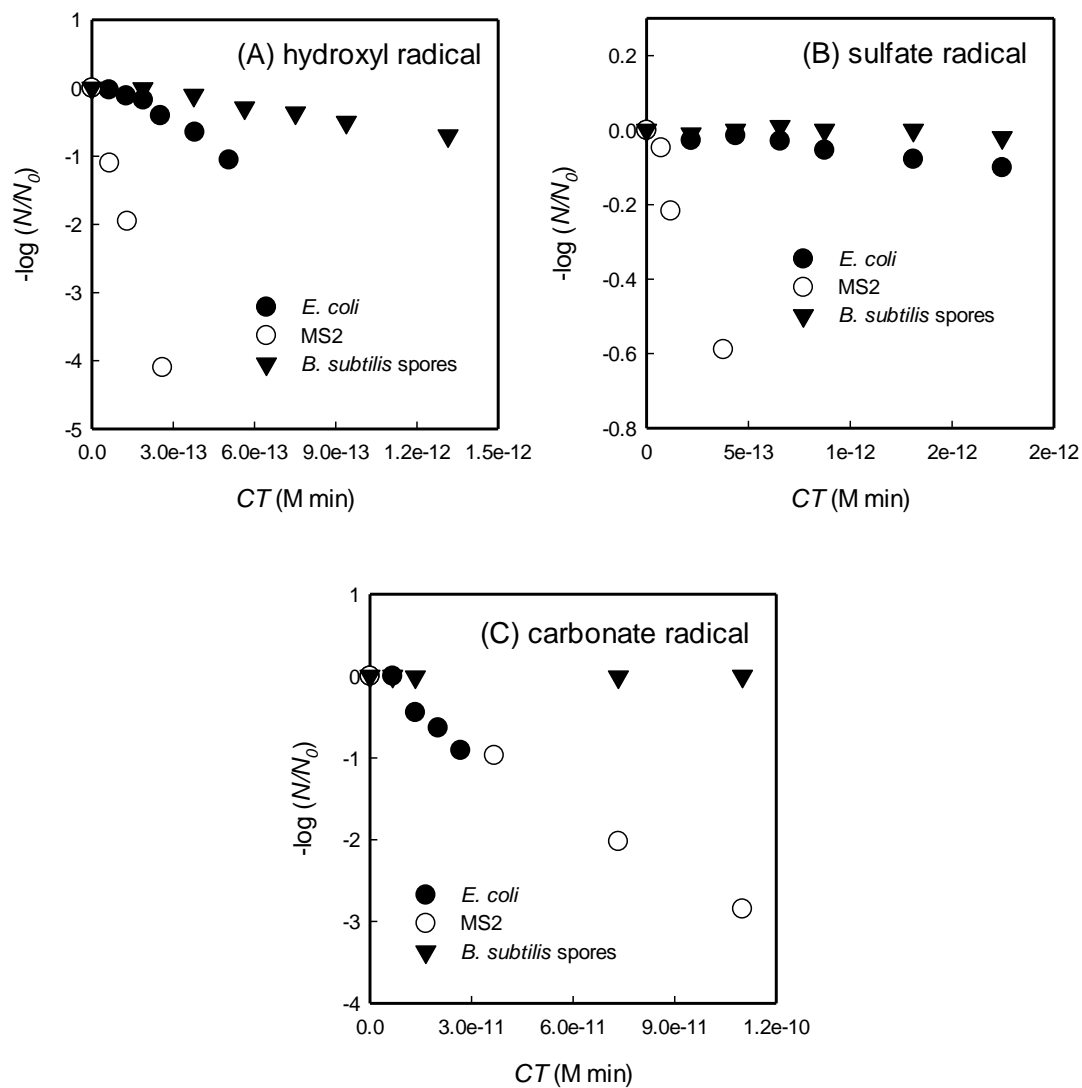 (A) hydroxyl radical
1
0
-1
-2
-3
-4
-5
-log (N/N0)
E. coli
MS2
B. subtilis spores
0.0 3.0e-13 6.0e-13 9.0e-13 1.2e-12 1.5e-12
CT (M min)
(B) sulfate radical
0.2
0.0
-0.2
-0.4
-0.6
-0.8
-log (N/N0)
E. coli
MS2
B. subtilis spores
0 5e-13 1e-12 2e-12 2e-12
CT (M min)
(C) carbonate radical
1
0
-1
-2
-3
-4
-log (N/N0)
E. coli
MS2
B. subtilis spores
0.0 3.0e-11 6.0e-11 9.0e-11 1.2e-10
CT (M min)